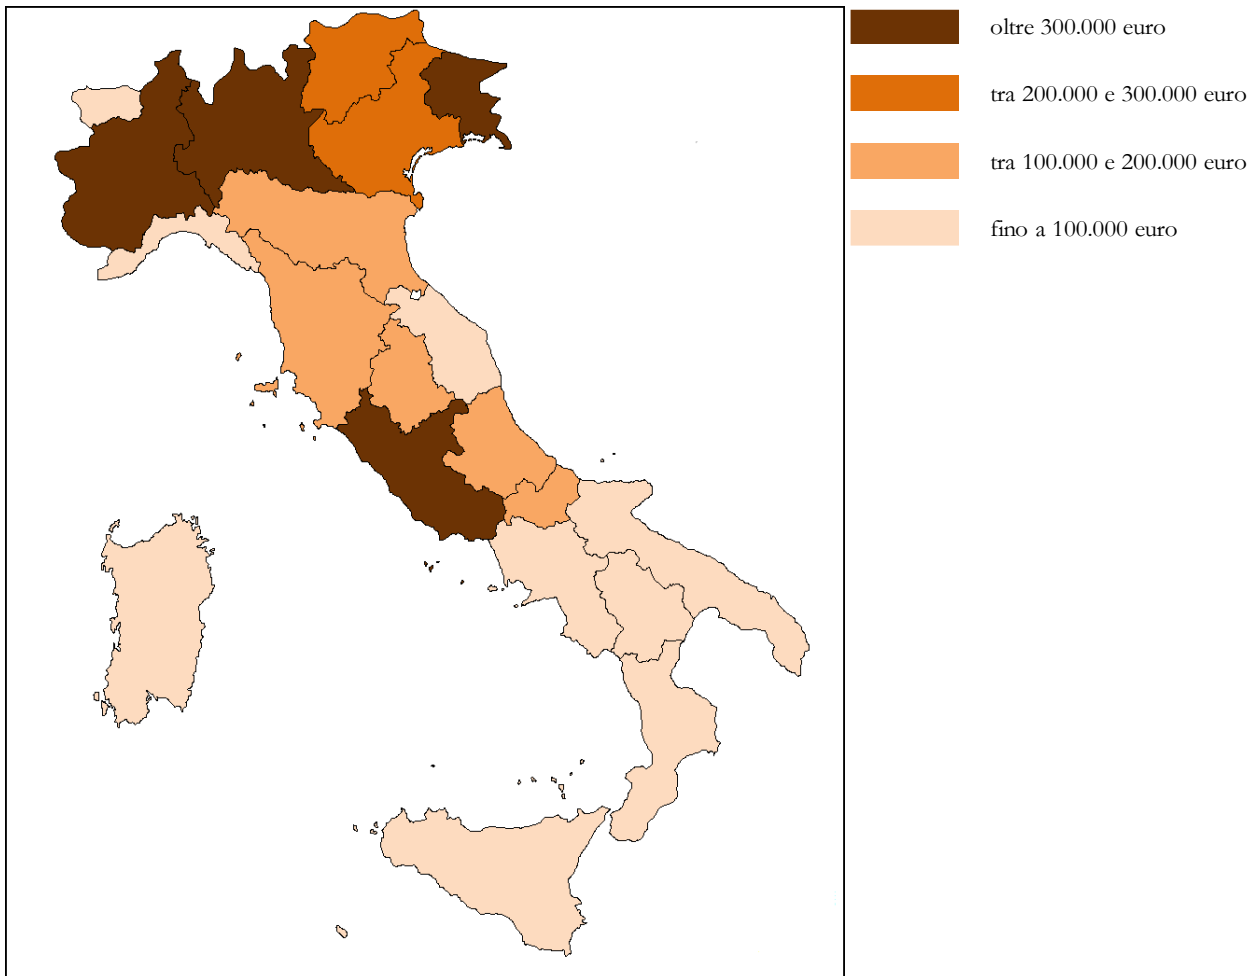 oltre 300.000 euro
tra 200.000 e 300.000 euro
tra 100.000 e 200.000 euro
fino a 100.000 euro